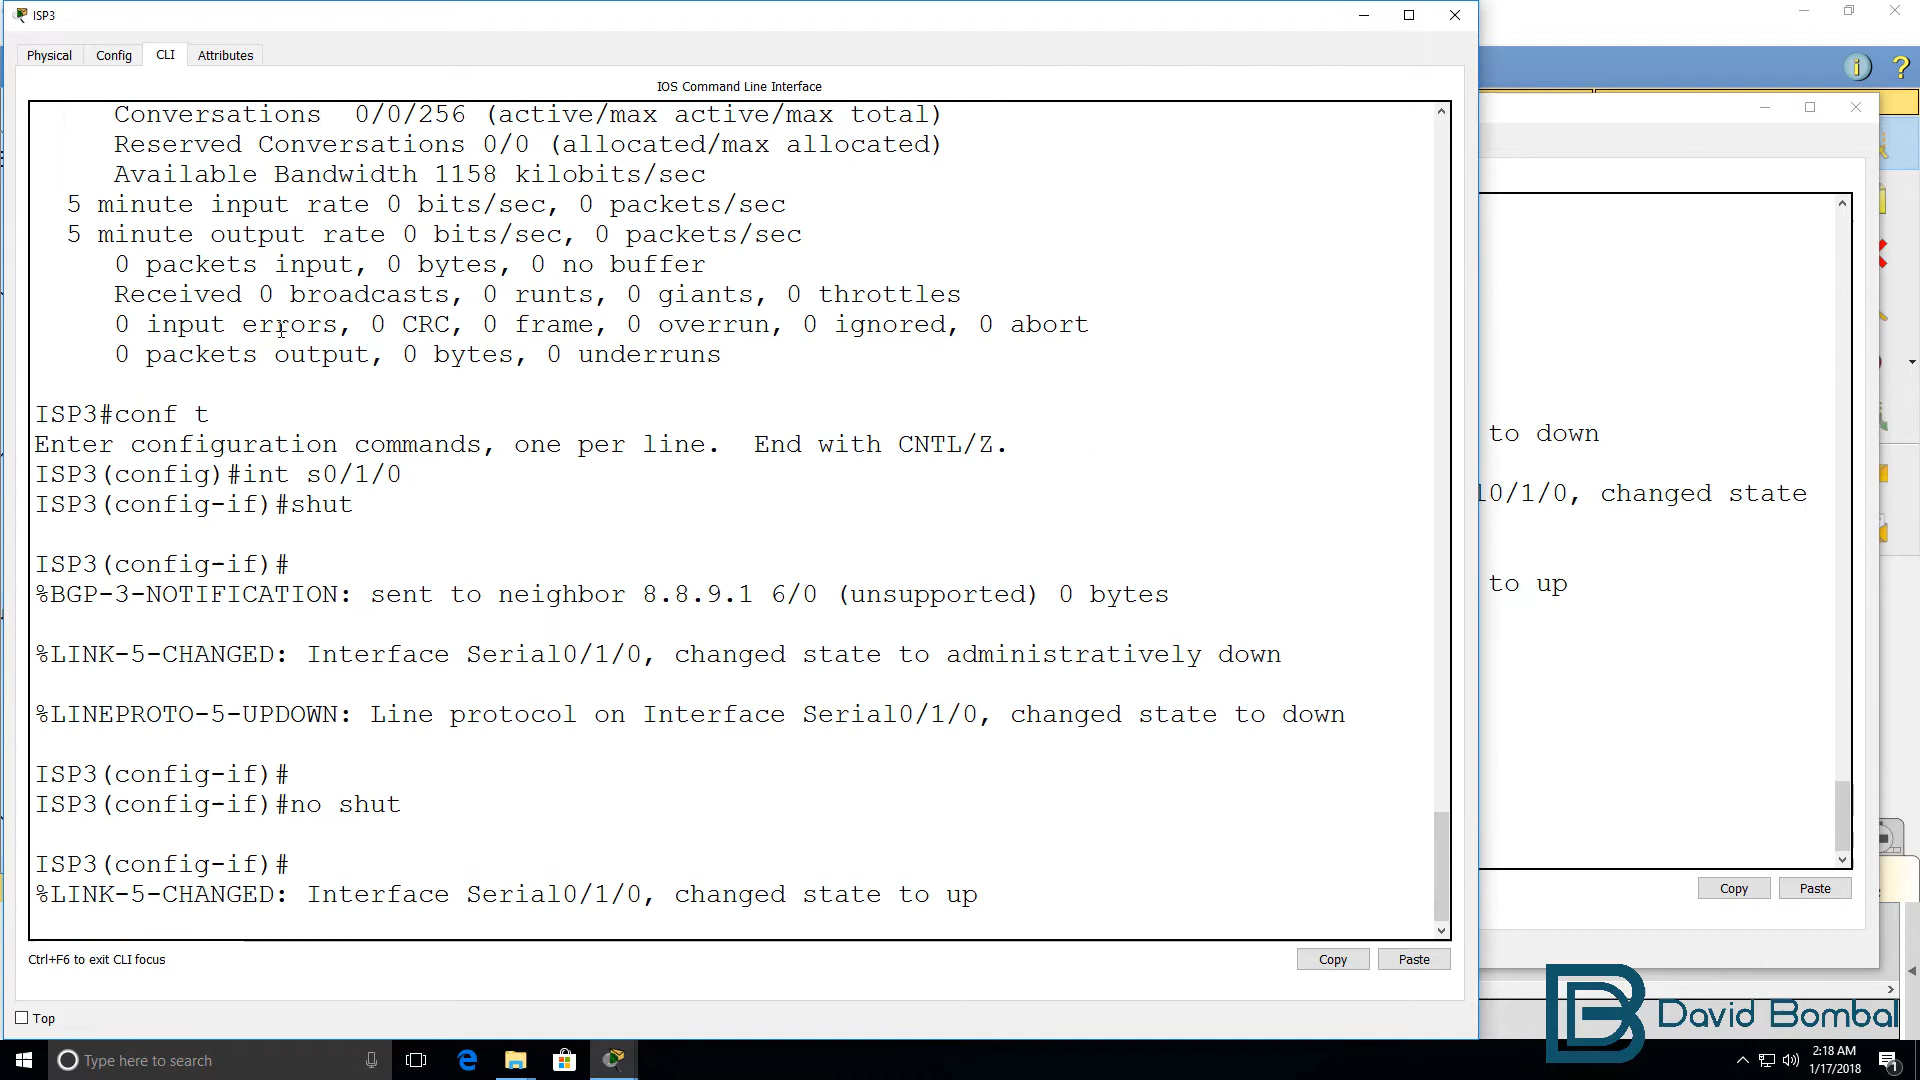 ISP3
Physical
Config
CLI
Attributes
IOS Command Line Interface
Conversations  0/0/256 (active/max active/max total)
Reserved Conversations 0/0 (allocated/max allocated)
Available Bandwidth 1158 kilobits/sec
5 minute input rate 0 bits/sec, 0 packets/sec
5 minute output rate 0 bits/sec, 0 packets/sec
0 packets input, 0 bytes, 0 no buffer
Received 0 broadcasts, 0 runts, 0 giants, 0 throttles
0 input errors, 0 CRC, 0 frame, 0 overrun, 0 ignored, 0 abort
0 packets output, 0 bytes, 0 underruns
ISP3#conf t
Enter configuration commands, one per line.  End with CNTL/Z.
ISP3(config)#int s0/1/0
ISP3(config-if)#shut
ISP3(config-if)#
%BGP-3-NOTIFICATION: sent to neighbor 8.8.9.1 6/0 (unsupported) 0 bytes
%LINK-5-CHANGED: Interface Serial0/1/0, changed state to administratively down
%LINEPROTO-5-UPDOWN: Line protocol on Interface Serial0/1/0, changed state to down
ISP3(config-if)#
ISP3(config-if)#no shut
ISP3(config-if)#
%LINK-5-CHANGED: Interface Serial0/1/0, changed state to up
Ctrl+F6 to exit CLI focus
Copy
Paste
Top
to down
l0/1/0, changed state
to up
Copy
Paste
David Bombal
Type here to search
2:18 AM
1/17/2018
1